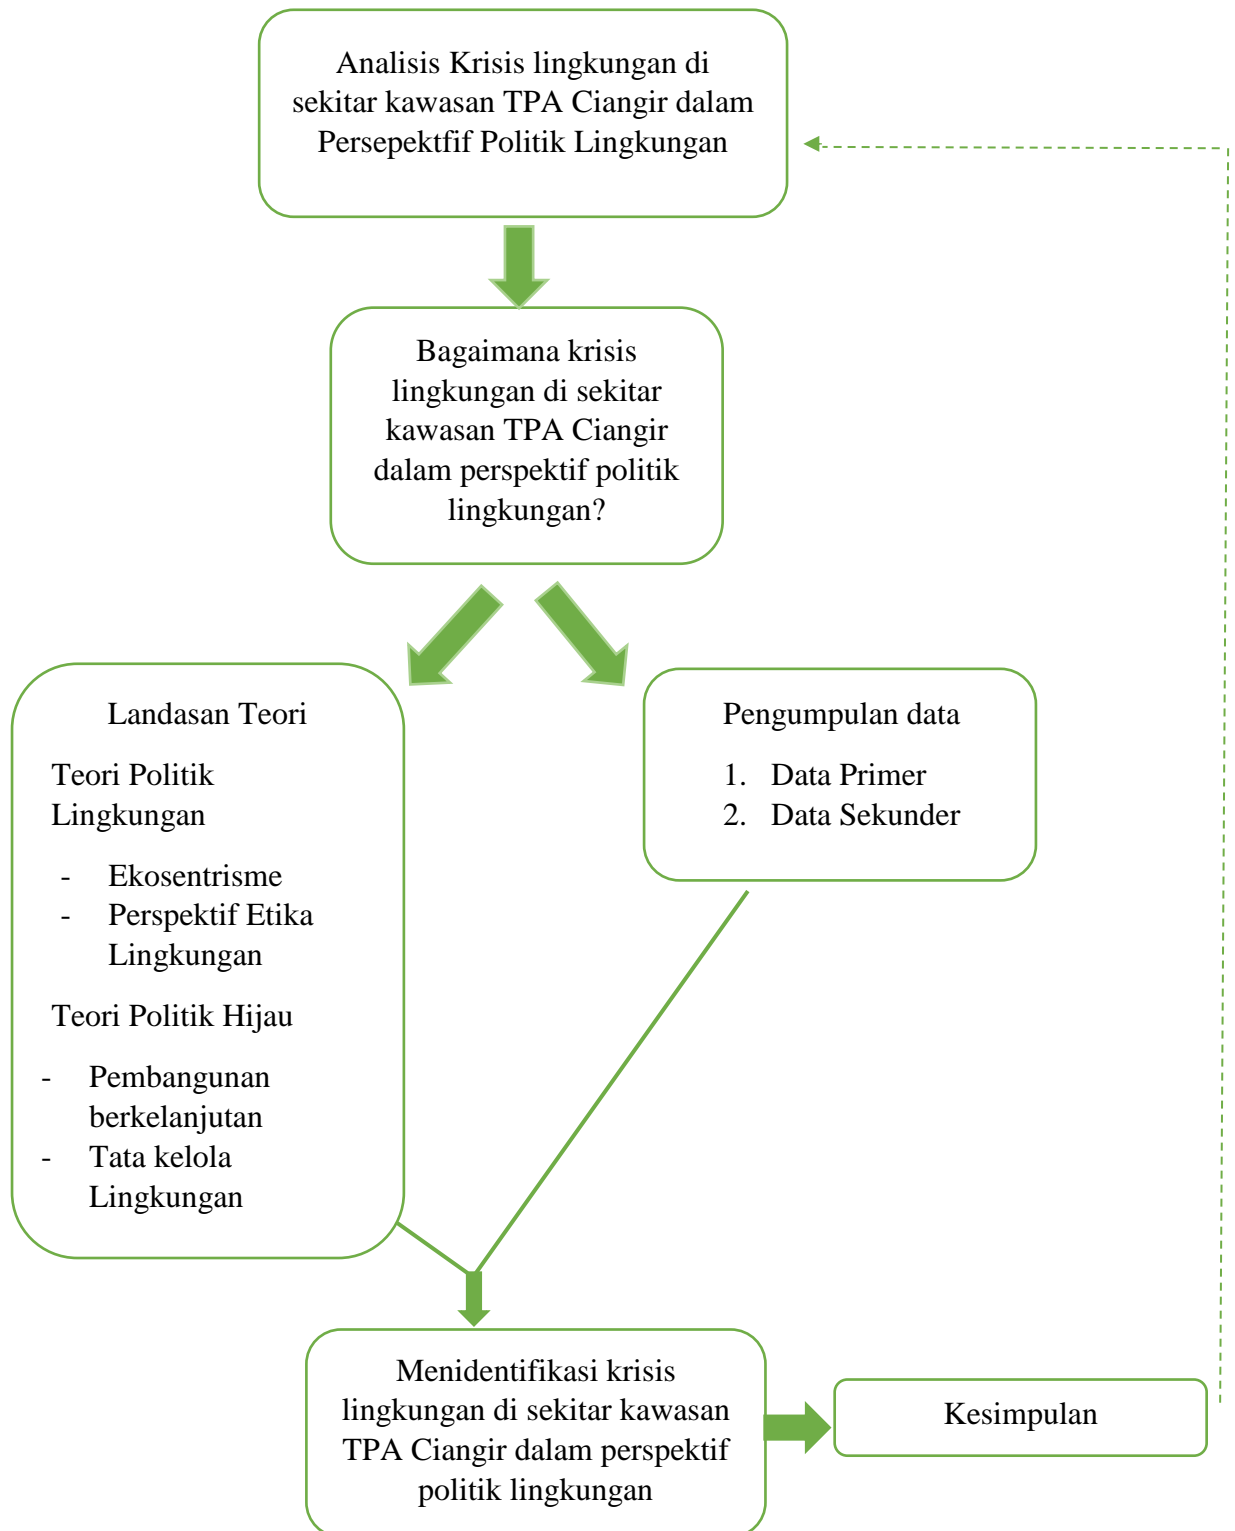 Analisis Krisis lingkungan di
sekitar kawasan TPA Ciangir dalam
Persepektfif Politik Lingkungan
Bagaimana krisis
lingkungan di sekitar
kawasan TPA Ciangir
dalam perspektif politik
lingkungan?
Landasan Teori
Teori Politik
Lingkungan
- Ekosentrisme
- Perspektif Etika
Lingkungan
Teori Politik Hijau
- Pembangunan
berkelanjutan
- Tata kelola
Lingkungan
Pengumpulan data
1. Data Primer
2. Data Sekunder
Menidentifikasi krisis
lingkungan di sekitar kawasan
TPA Ciangir dalam perspektif
politik lingkungan
Kesimpulan